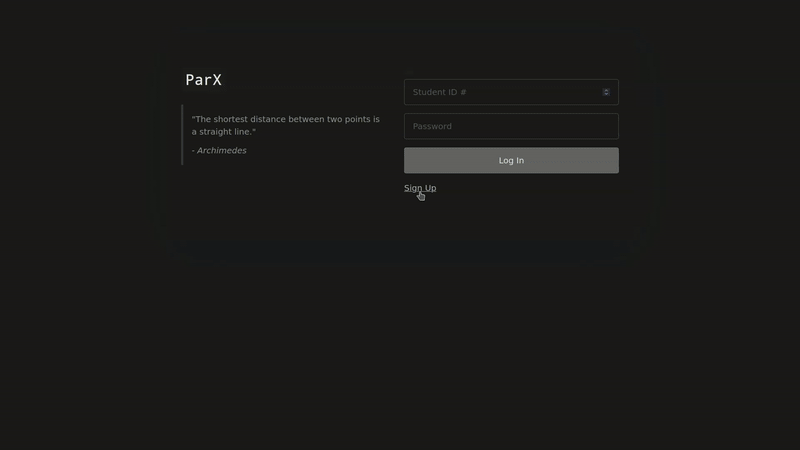 ParX
"The shortest distance between two points is
a straight line."
- Archimedes
Student ID #
Password
Log In
Sign Up